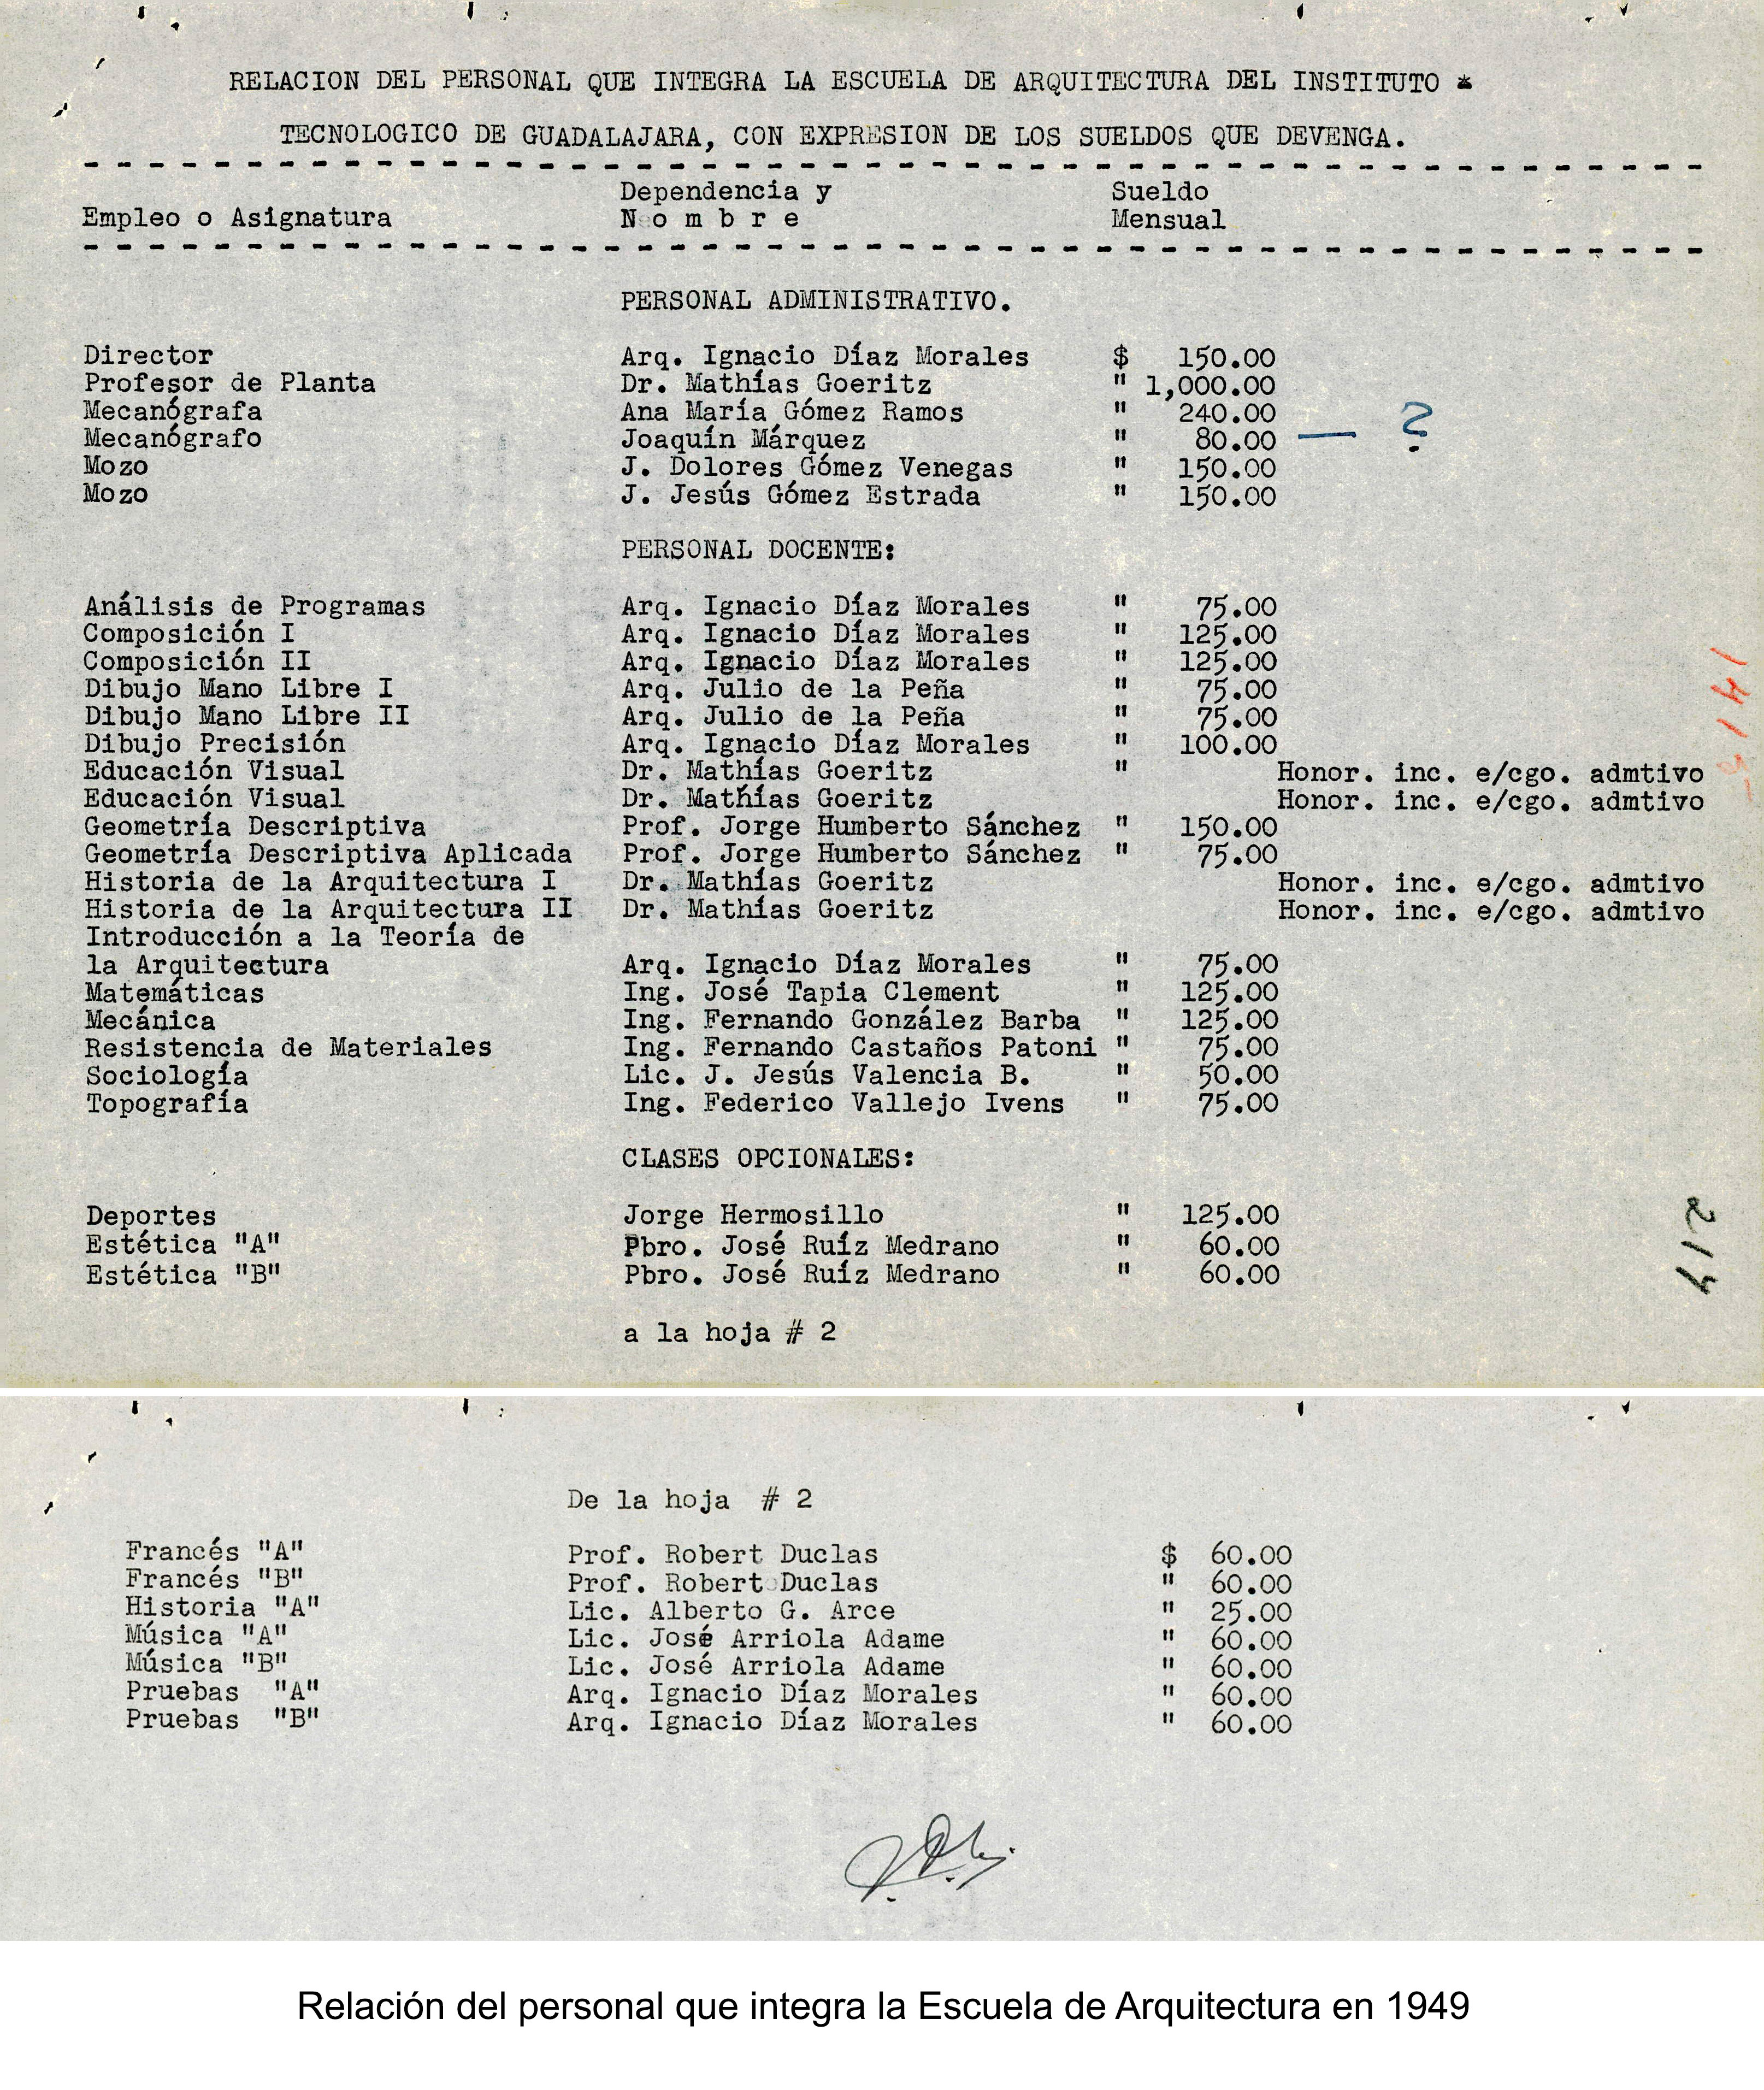 RELACION DEL PERSONAL QUE INTEGRA LA ESCUELA DE ARQUITECTURA DEL INSTITUTO *
TECNOLOGICO DE GUADALAJARA, CON EXPRESION DE LOS SUELDOS QUE DEVENGA.
Dependencia y Sueldo
Empleo o Asignatura N o m b r e Mensual
PERSONAL ADMINISTRATIVO.
Director Arq. Ignacio Díaz Morales $ 150.00
Profesor de Planta Dr. Mathías Goeritz " 1,000.00
Mecanógrafa Ana María Gómez Ramos " 240.00
Mecanógrafo Joaquín Márquez " 80.00 — ?
Mozo J. Dolores Gómez Venegas " 150.00
Mozo J. Jesús Gómez Estrada " 150.00
PERSONAL DOCENTE:
Análisis de Programas Arq. Ignacio Díaz Morales " 75.00
Composición I Arq. Ignacio Díaz Morales " 125.00
Composición II Arq. Ignacio Díaz Morales " 125.00
Dibujo Mano Libre I Arq. Julio de la Peña " 75.00
Dibujo Mano Libre II Arq. Julio de la Peña " 75.00
Dibujo Precisión Arq. Ignacio Díaz Morales " 100.00
Educación Visual Dr. Mathías Goeritz " Honor. inc. e/cgo. admtivo
Educación Visual Dr. Mathías Goeritz Honor. inc. e/cgo. admtivo
Geometría Descriptiva Prof. Jorge Humberto Sánchez " 150.00
Geometría Descriptiva Aplicada Prof. Jorge Humberto Sánchez " 75.00
Historia de la Arquitectura I Dr. Mathías Goeritz Honor. inc. e/cgo. admtivo
Historia de la Arquitectura II Dr. Mathías Goeritz Honor. inc. e/cgo. admtivo
Introducción a la Teoría de
la Arquitectura Arq. Ignacio Díaz Morales " 75.00
Matemáticas Ing. José Tapia Clement " 125.00
Mecánica Ing. Fernando González Barba " 125.00
Resistencia de Materiales Ing. Fernando Castaños Patoni " 75.00
Sociología Lic. J. Jesús Valencia B. " 50.00
Topografía Ing. Federico Vallejo Ivens " 75.00
CLASES OPCIONALES:
Deportes Jorge Hermosillo " 125.00
Estética "A" Pbro. José Ruíz Medrano " 60.00
Estética "B" Pbro. José Ruíz Medrano " 60.00
a la hoja # 2
De la hoja # 2
Francés "A" Prof. Robert Duclas $ 60.00
Francés "B" Prof. Robert Duclas " 60.00
Historia "A" Lic. Alberto G. Arce " 25.00
Música "A" Lic. José Arriola Adame " 60.00
Música "B" Lic. José Arriola Adame " 60.00
Pruebas "A" Arq. Ignacio Díaz Morales " 60.00
Pruebas "B" Arq. Ignacio Díaz Morales " 60.00
Relación del personal que integra la Escuela de Arquitectura en 1949